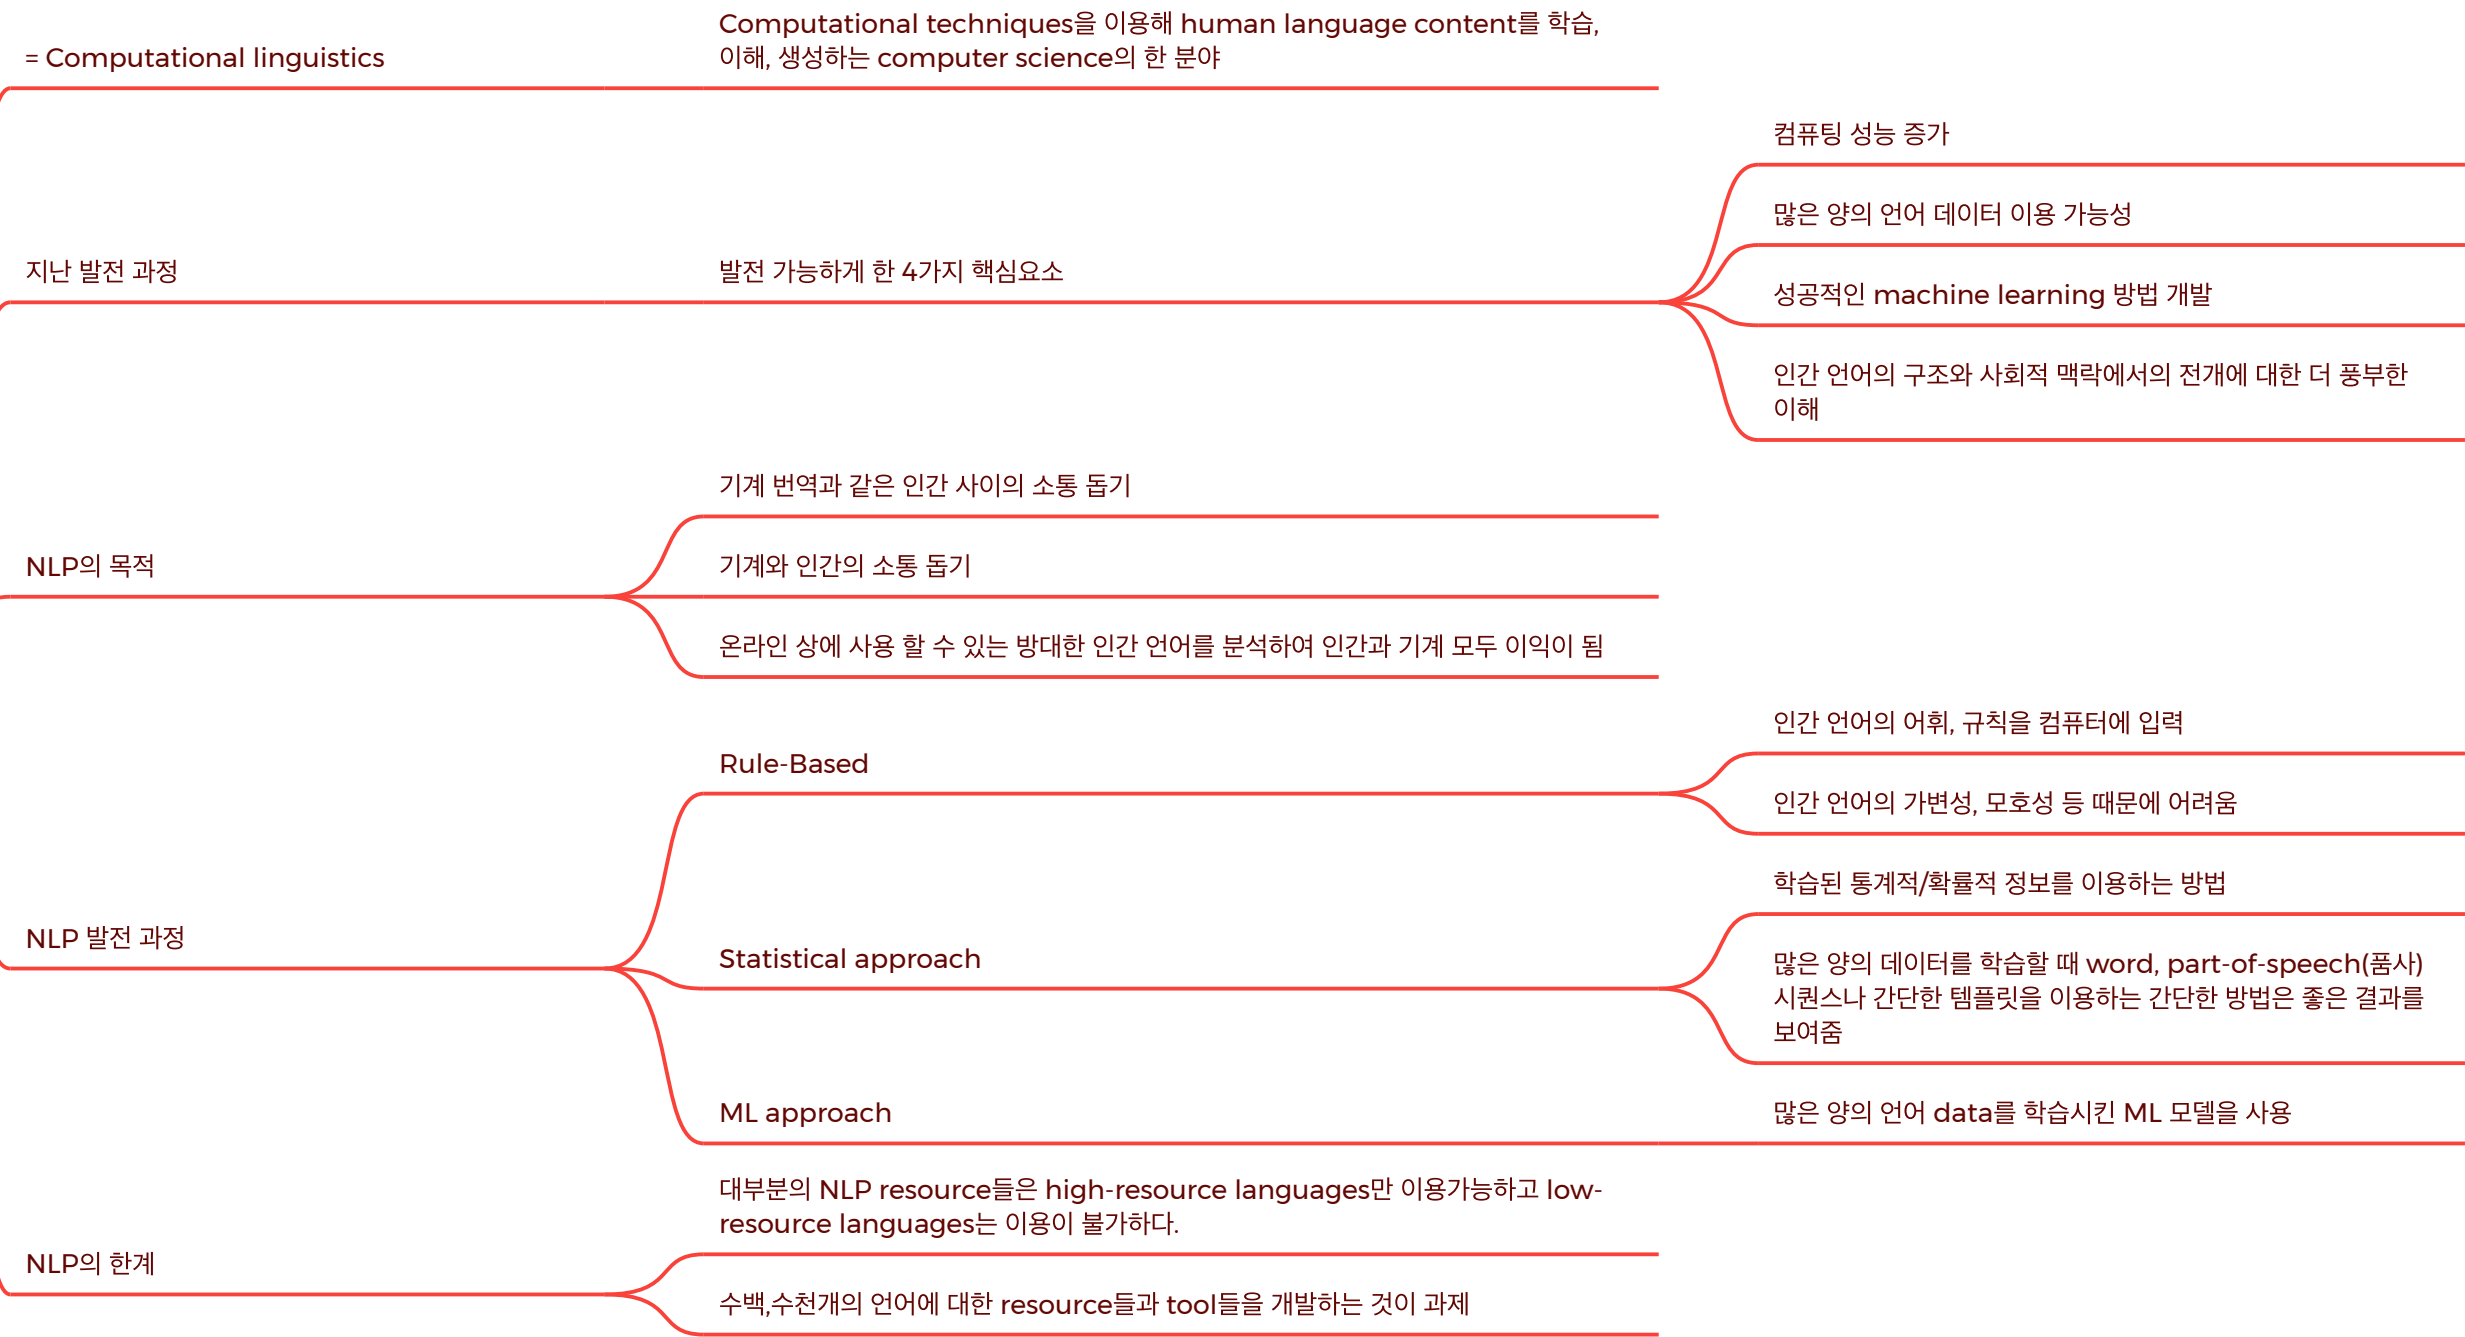 = Computational linguistics
Computational techniques을 이용해 human language content를 학습,
이해, 생성하는 computer science의 한 분야
지난 발전 과정
발전 가능하게 한 4가지 핵심요소
컴퓨팅 성능 증가
많은 양의 언어 데이터 이용 가능성
성공적인 machine learning 방법 개발
인간 언어의 구조와 사회적 맥락에서의 전개에 대한 더 풍부한
이해
NLP의 목적
기계 번역과 같은 인간 사이의 소통 돕기
기계와 인간의 소통 돕기
온라인 상에 사용 할 수 있는 방대한 인간 언어를 분석하여 인간과 기계 모두 이익이 됨
NLP 발전 과정
Rule-Based
인간 언어의 어휘, 규칙을 컴퓨터에 입력
인간 언어의 가변성, 모호성 등 때문에 어려움
Statistical approach
학습된 통계적/확률적 정보를 이용하는 방법
많은 양의 데이터를 학습할 때 word, part-of-speech(품사)
시퀀스나 간단한 템플릿을 이용하는 간단한 방법은 좋은 결과를
보여줌
ML approach
많은 양의 언어 data를 학습시킨 ML 모델을 사용
NLP의 한계
대부분의 NLP resource들은 high-resource languages만 이용가능하고 low-
resource languages는 이용이 불가하다.
수백,수천개의 언어에 대한 resource들과 tool들을 개발하는 것이 과제